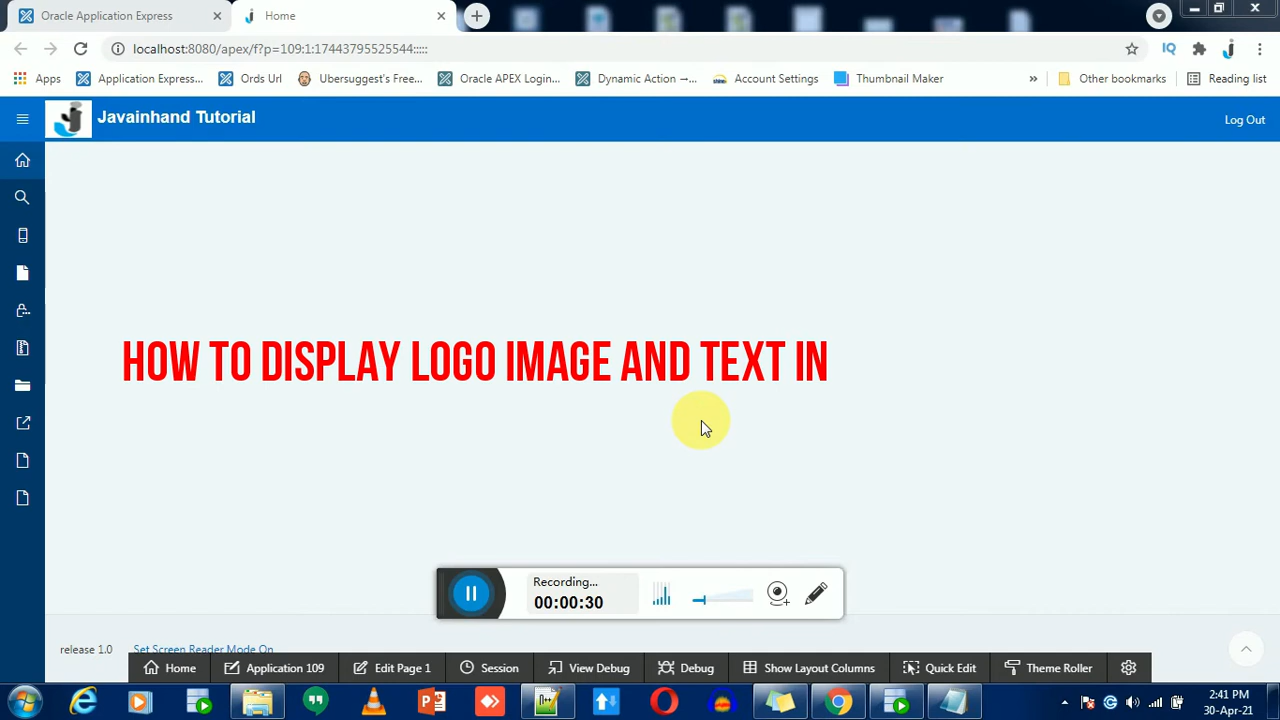 Oracle Application Express
Home
localhost:8080/apex/f?p=109:1:17443795525544:::::
Apps
Application Express...
Ords Url
Ubersuggest's Free...
Oracle APEX Login...
Dynamic Action →...
Account Settings
Thumbnail Maker
»
Other bookmarks
Reading list
Javainhand Tutorial
Log Out
HOW TO DISPLAY LOGO IMAGE AND TEXT IN
Recording...
00:00:30
release 1.0
Set Screen Reader Mode On
Home
Application 109
Edit Page 1
Session
View Debug
Debug
Show Layout Columns
Quick Edit
Theme Roller
2:41 PM
30-Apr-21